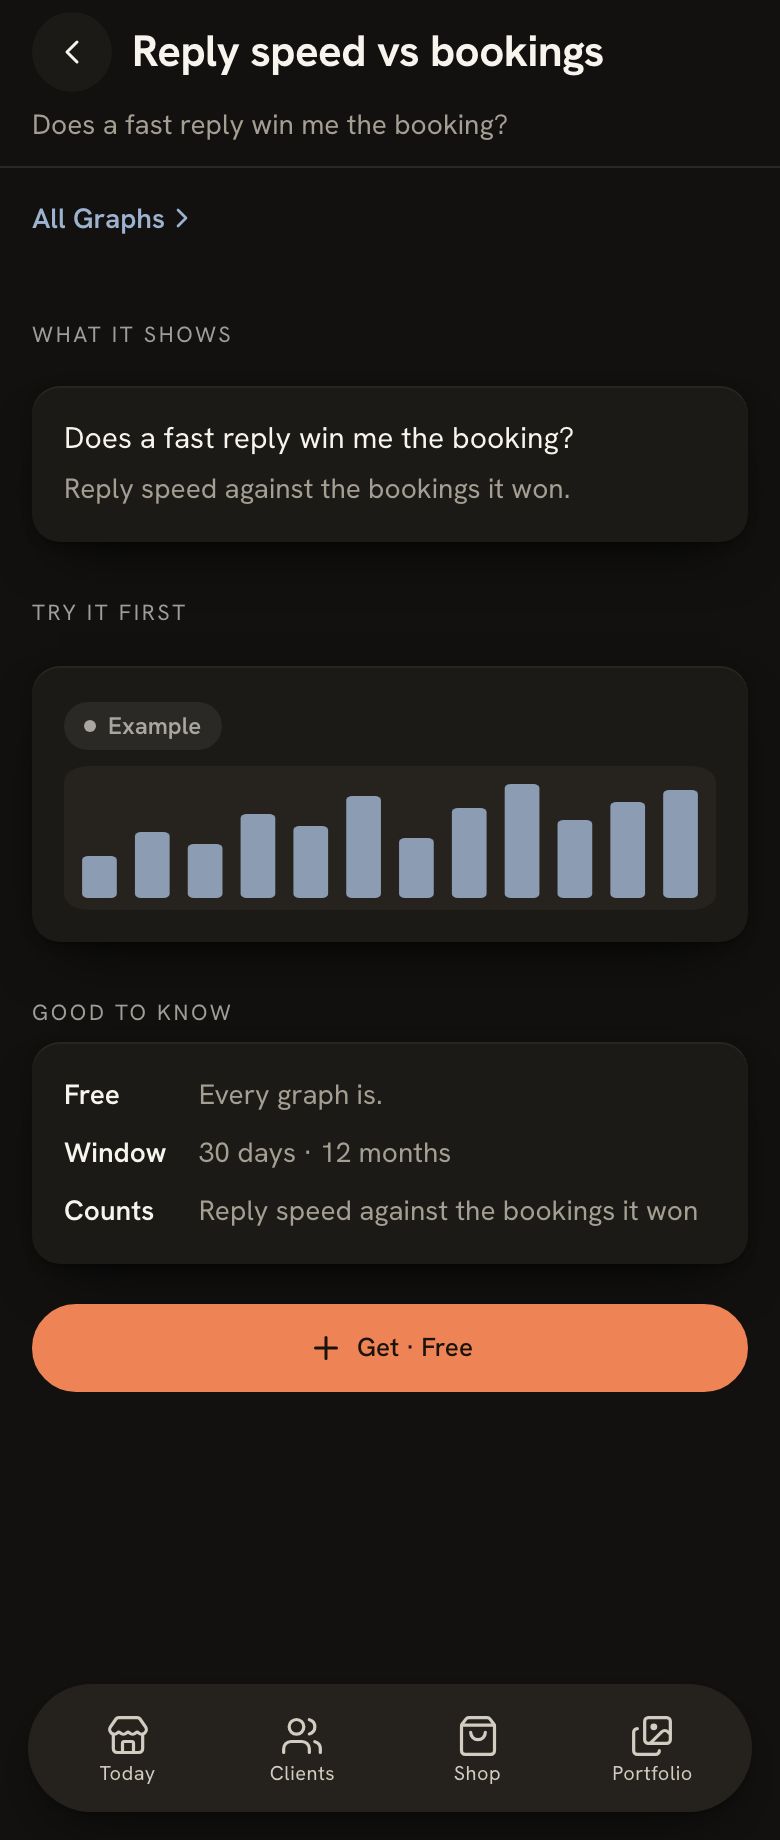 Reply speed vs bookings
Does a fast reply win me the booking?
All Graphs
WHAT IT SHOWS
Does a fast reply win me the booking?
Reply speed against the bookings it won.
TRY IT FIRST
Example
GOOD TO KNOW
Free Every graph is.
Window 30 days · 12 months
Counts Reply speed against the bookings it won
Get · Free
Today Clients Shop Portfolio